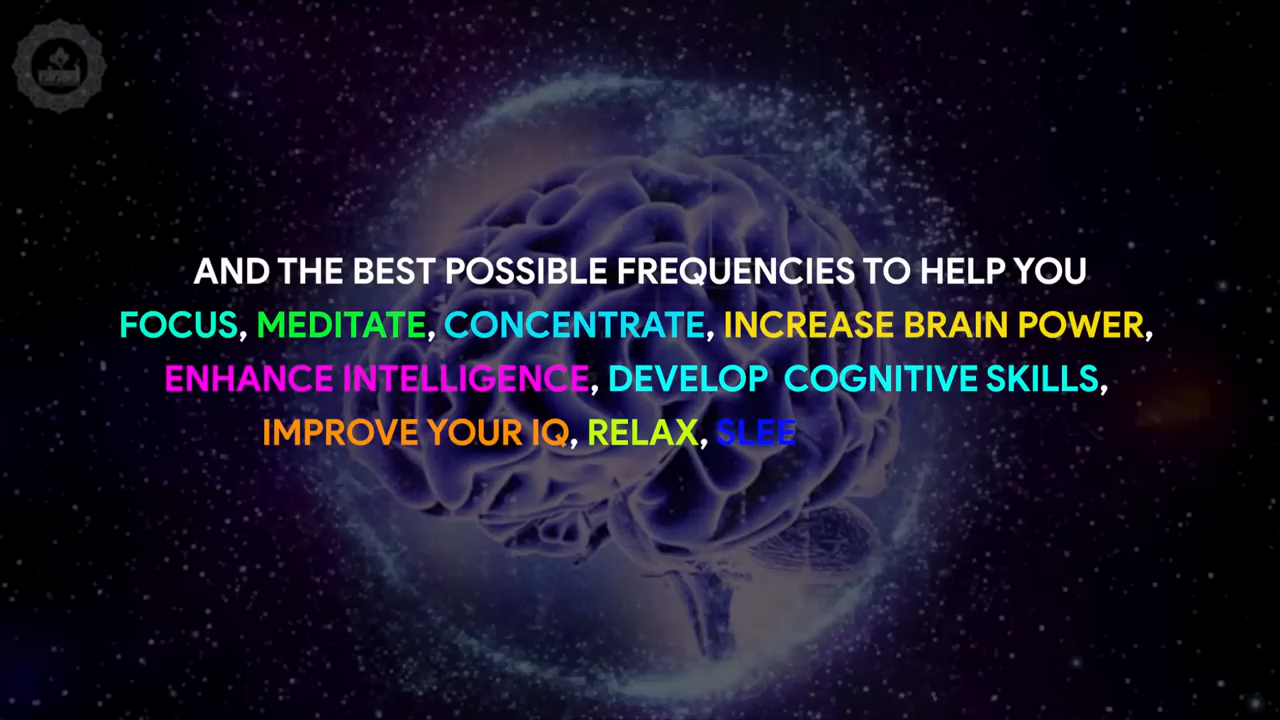 AND THE BEST POSSIBLE FREQUENCIES TO HELP YOU
FOCUS, MEDITATE, CONCENTRATE, INCREASE BRAIN POWER,
ENHANCE INTELLIGENCE, DEVELOP COGNITIVE SKILLS,
IMPROVE YOUR IQ, RELAX, SLEE